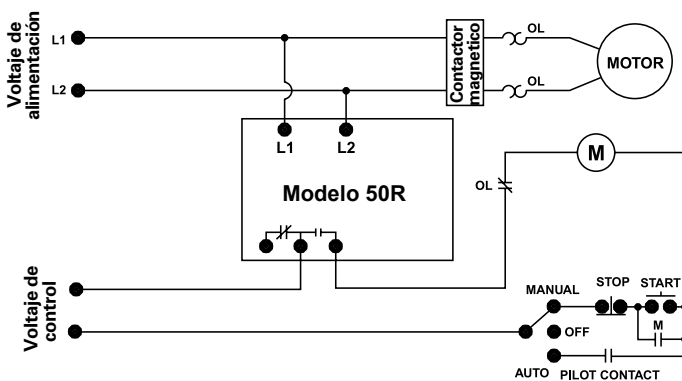 Voltaje de
alimentación
L1
L2
Contactor
magnetico
OL
OL
MOTOR
L1
L2
Modelo 50R
OL
M
Voltaje de
control
MANUAL
STOP
START
M
OFF
AUTO
PILOT CONTACT